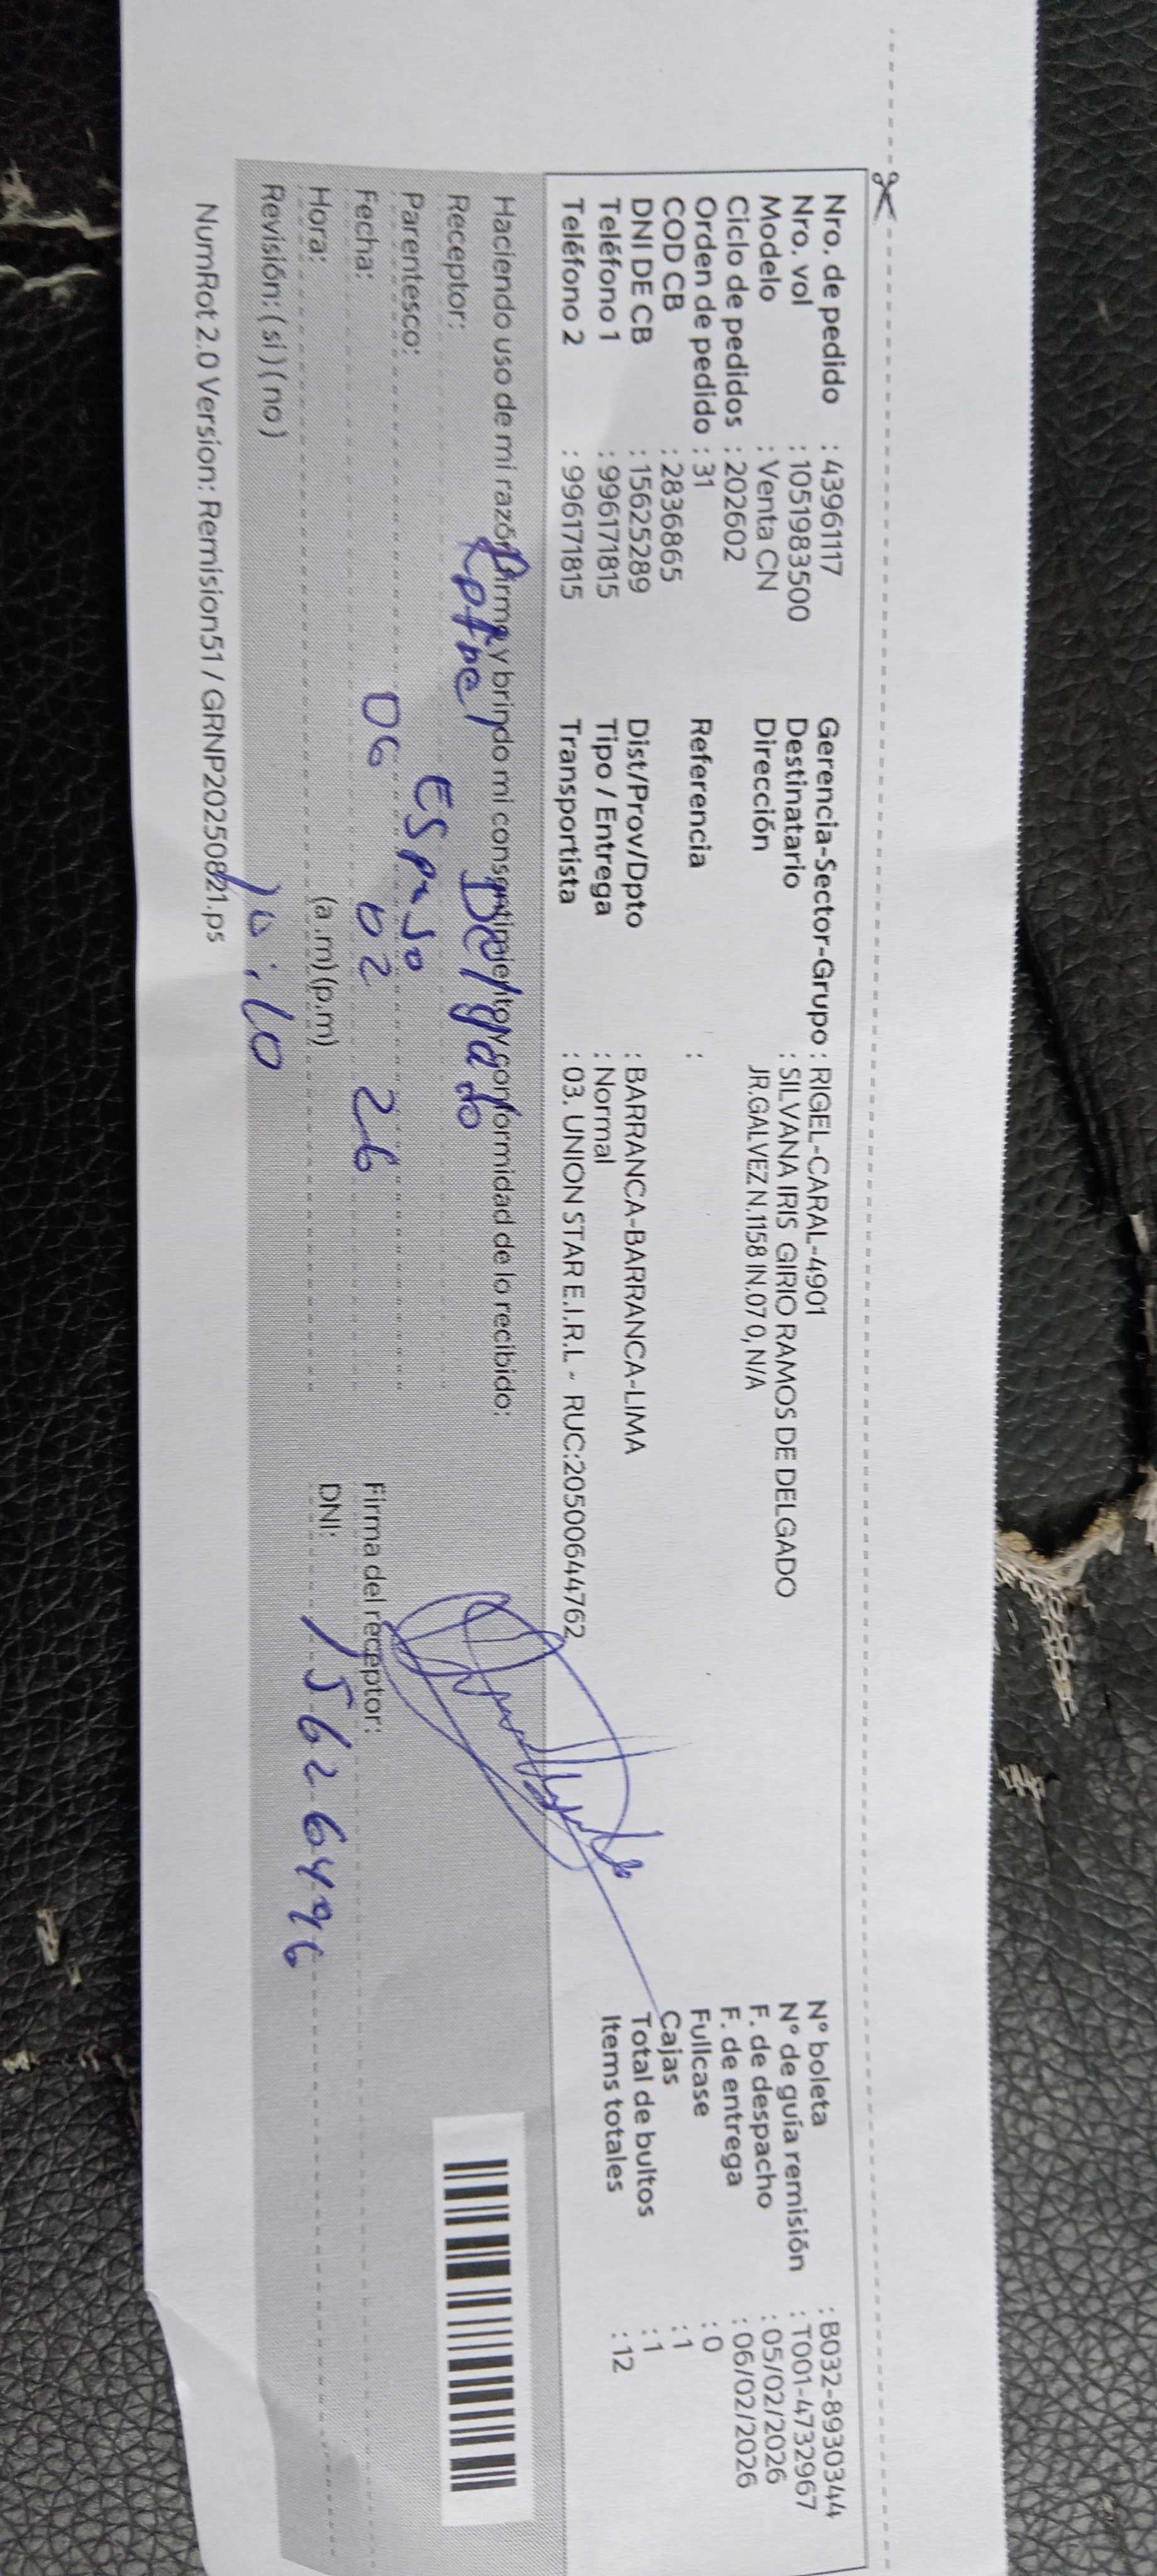 Nro. de pedido : 43961117
Nro. vol : 1051983500
Modelo : Venta CN
Ciclo de pedidos : 202602
Orden de pedido : 31
COD CB : 2836865
DNI DE CB : 15625289
Teléfono 1 : 996171815
Teléfono 2 : 996171815
Gerencia-Sector-Grupo : RIGEL-CARAL-4901
Destinatario : SILVANA IRIS GIRIO RAMOS DE DELGADO
Dirección JR.GALVEZ N.1158 IN.07 0, N/A
Referencia :
Dist/Prov/Dpto : BARRANCA-BARRANCA-LIMA
Tipo / Entrega : Normal
Transportista : 03. UNION STAR E.I.R.L - RUC:20500644762
N° boleta : B032-8930344
N° de guía remisión : T001-4732967
F. de despacho : 05/02/2026
F. de entrega : 06/02/2026
Fullcase : 0
Cajas : 1
Total de bultos : 1
Items totales : 12
Haciendo uso de mi razón firmo y brindo mi consentimiento y conformidad de lo recibido:
Receptor: Rofael Delgado
Parentesco: ESPOSO
Fecha: 06 02 26
Hora: (a.m)(p.m)
10:10
Revisión: (si) (no)
Firma del receptor:
DNI: 15626496
NumRot 2.0 Version: Remision51 / GRNP20250821.ps